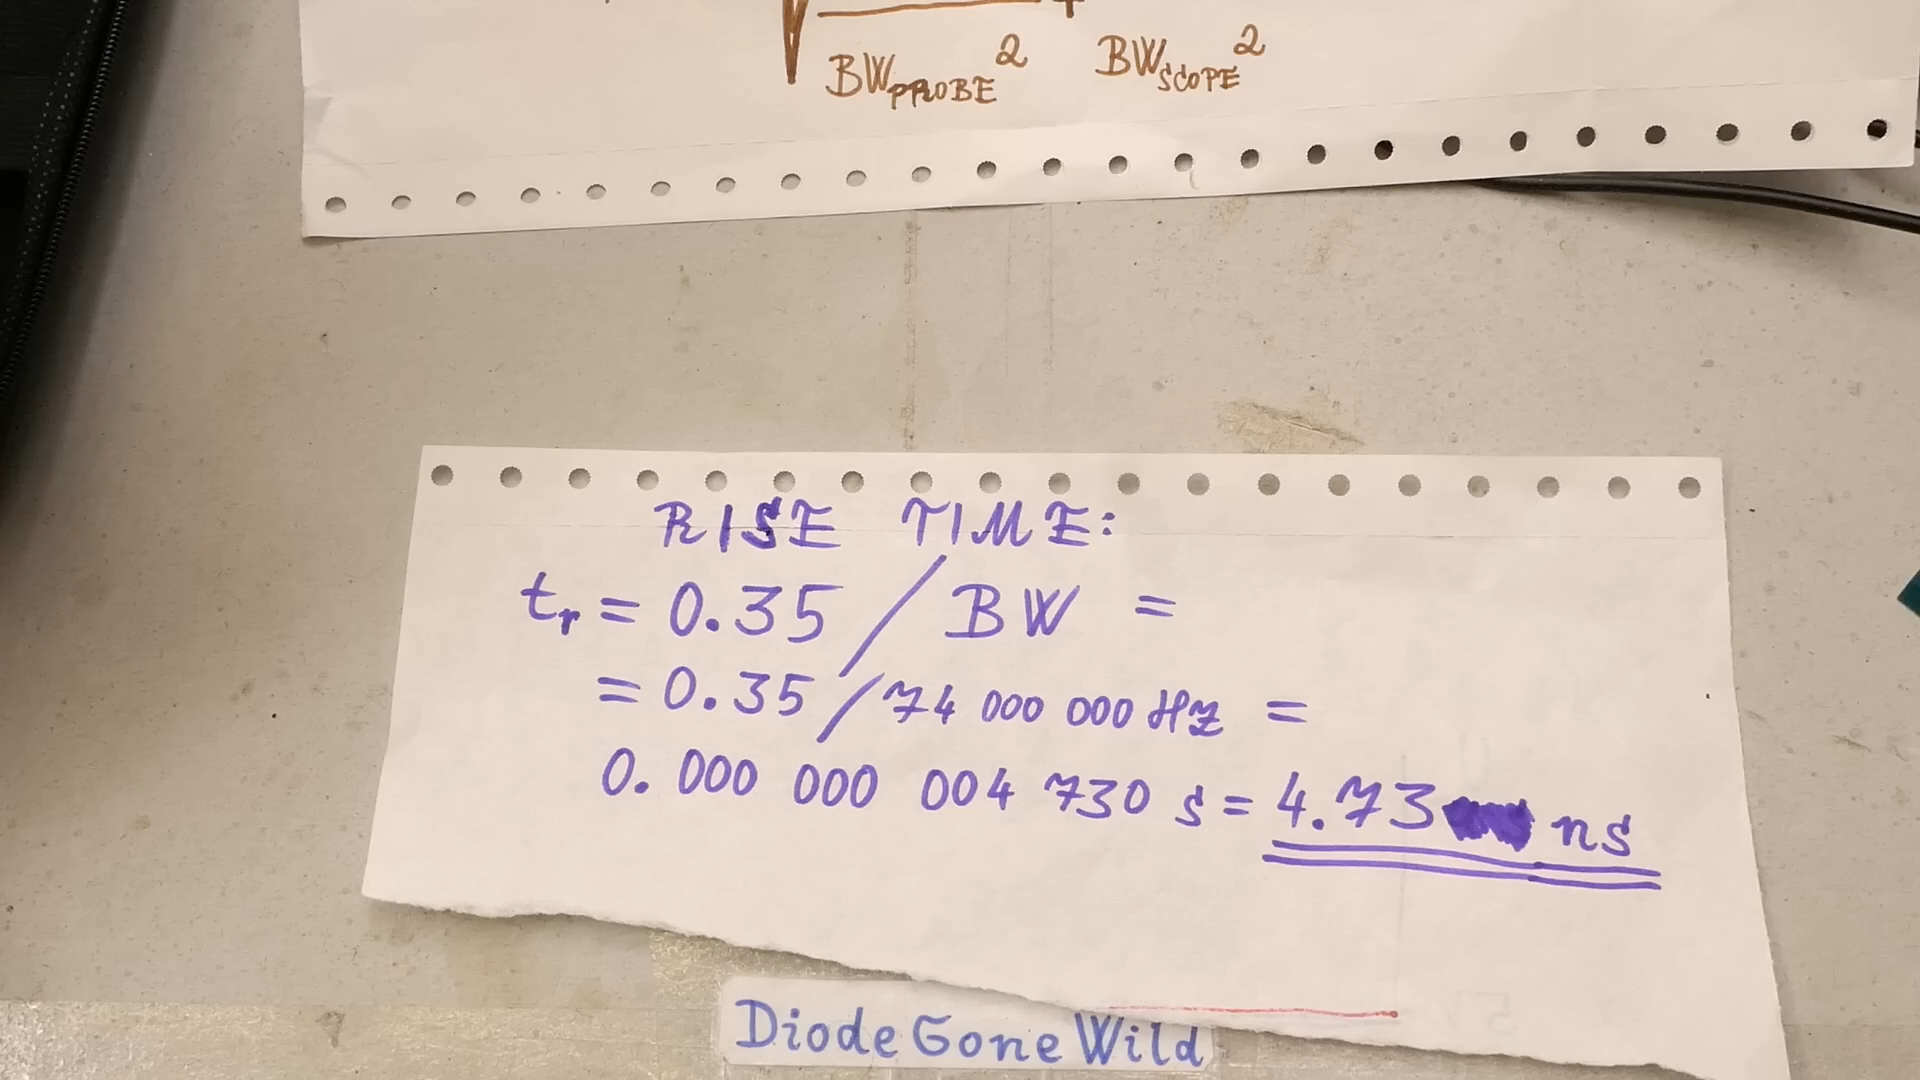 BWPROBE² BWSCOPE²
RISE TIME:
tr = 0.35 / BW =
= 0.35 / 74 000 000 Hz =
0. 000 000 004 730 s = 4.73 ns
Diode Gone Wild